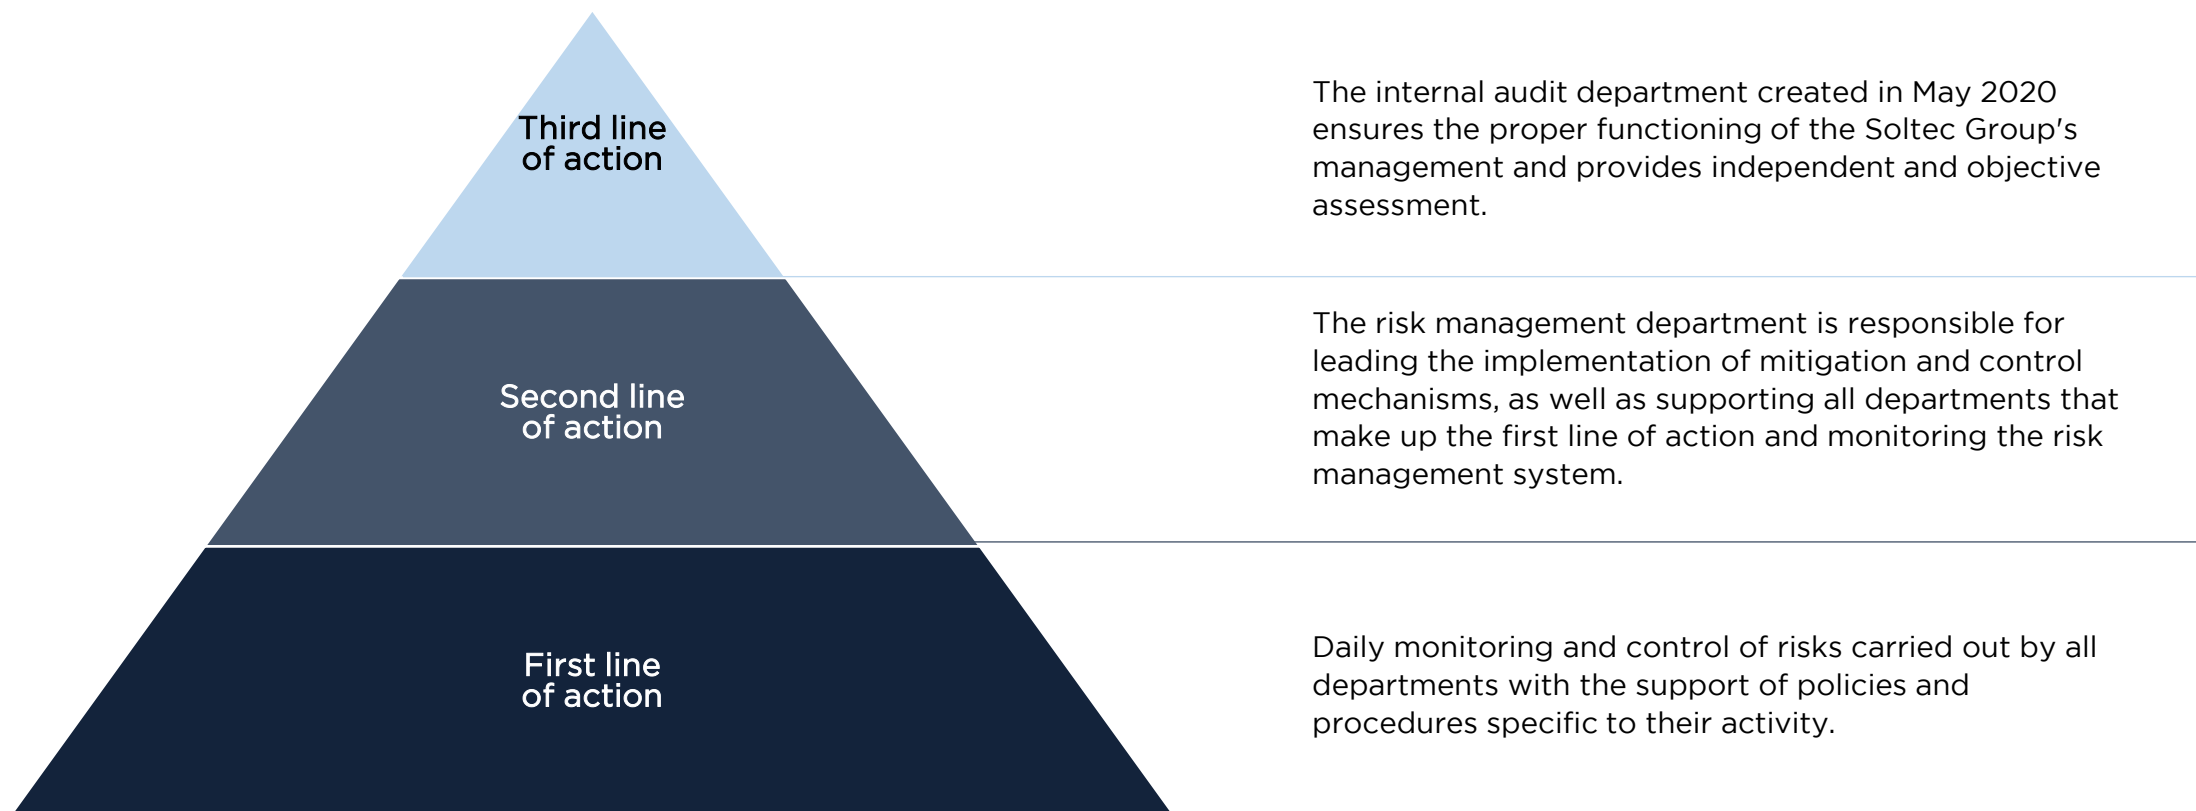 Third line
of action
The internal audit department created in May 2020
ensures the proper functioning of the Soltec Group's
management and provides independent and objective
assessment.
Second line
of action
The risk management department is responsible for
leading the implementation of mitigation and control
mechanisms, as well as supporting all departments that
make up the first line of action and monitoring the risk
management system.
First line
of action
Daily monitoring and control of risks carried out by all
departments with the support of policies and
procedures specific to their activity.